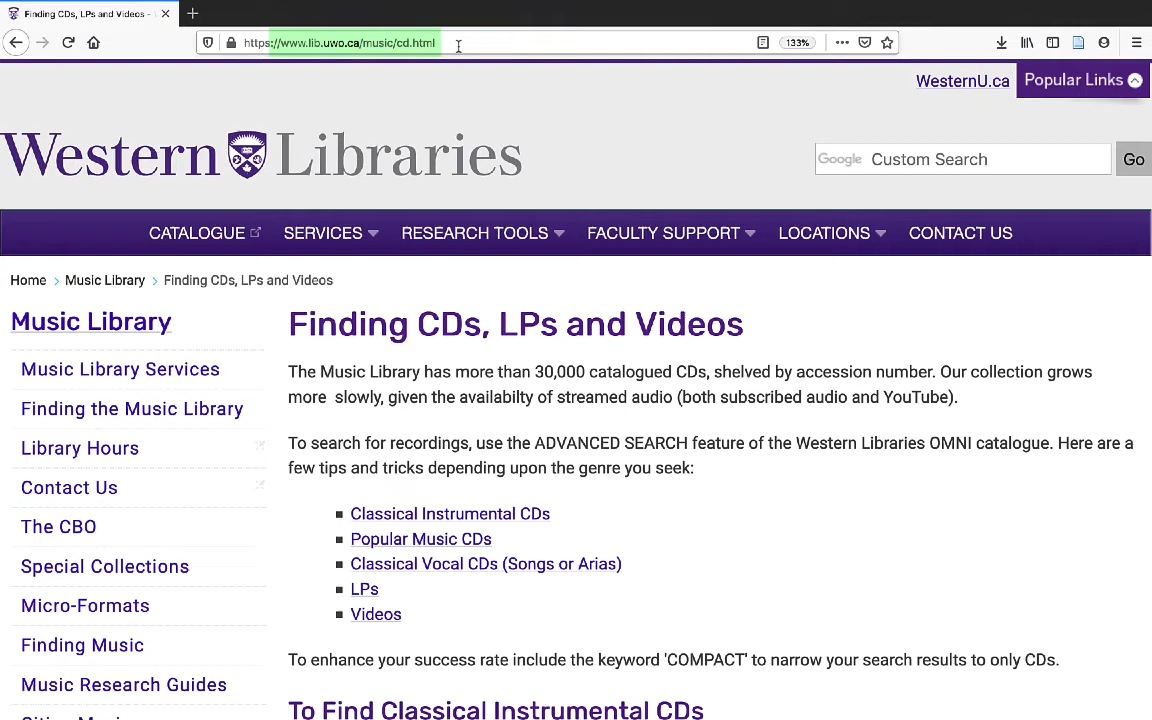 Finding CDs, LPs and Videos -
https://www.lib.uwo.ca/music/cd.html
133%
WesternU.ca
Popular Links
Western Libraries
Google Custom Search
Go
CATALOGUE SERVICES RESEARCH TOOLS FACULTY SUPPORT LOCATIONS CONTACT US
Home > Music Library > Finding CDs, LPs and Videos
Music Library
Music Library Services
Finding the Music Library
Library Hours
Contact Us
The CBO
Special Collections
Micro-Formats
Finding Music
Music Research Guides
Finding CDs, LPs and Videos
The Music Library has more than 30,000 catalogued CDs, shelved by accession number. Our collection grows
more slowly, given the availabilty of streamed audio (both subscribed audio and YouTube).
To search for recordings, use the ADVANCED SEARCH feature of the Western Libraries OMNI catalogue. Here are a
few tips and tricks depending upon the genre you seek:
Classical Instrumental CDs
Popular Music CDs
Classical Vocal CDs (Songs or Arias)
LPs
Videos
To enhance your success rate include the keyword 'COMPACT' to narrow your search results to only CDs.
To Find Classical Instrumental CDs